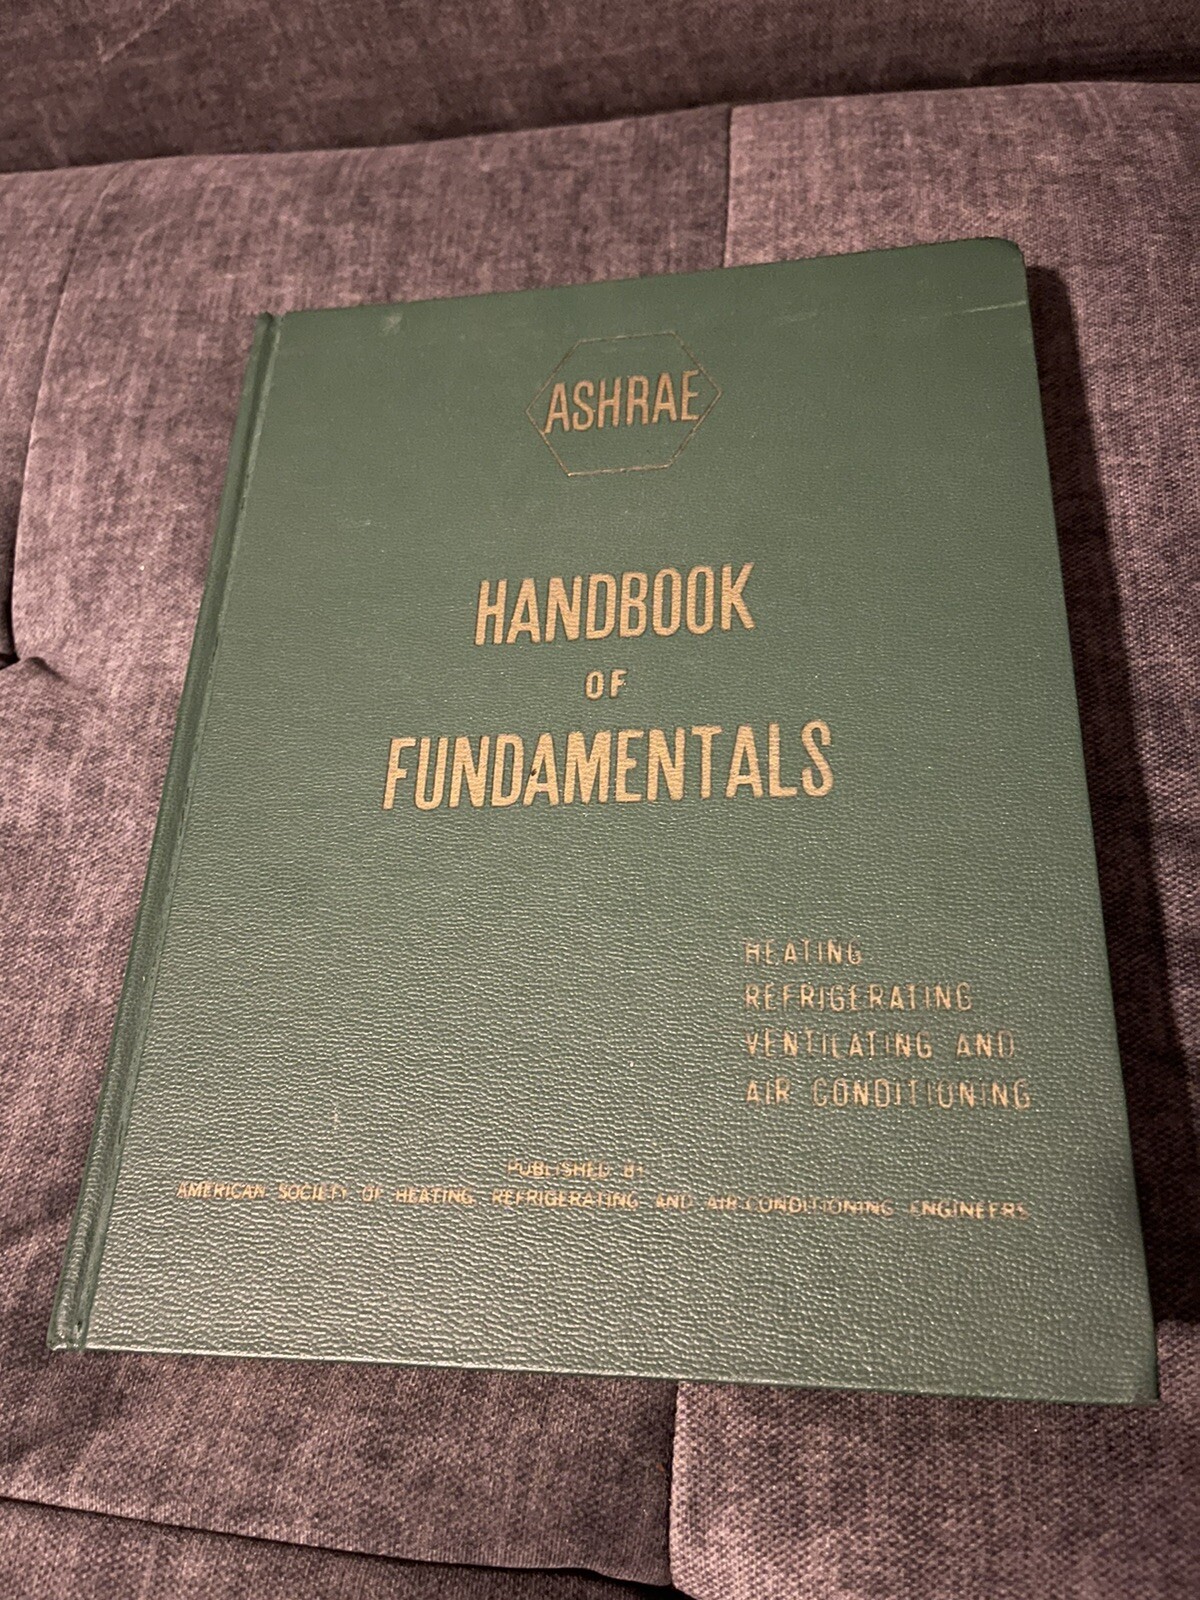 ASHRAE
HANDBOOK
OF
FUNDAMENTALS
HEATING
REFRIGERATING
VENTILATING AND
AIR CONDITIONING
PUBLISHED BY
AMERICAN SOCIETY OF HEATING, REFRIGERATING AND AIR-CONDITIONING ENGINEERS